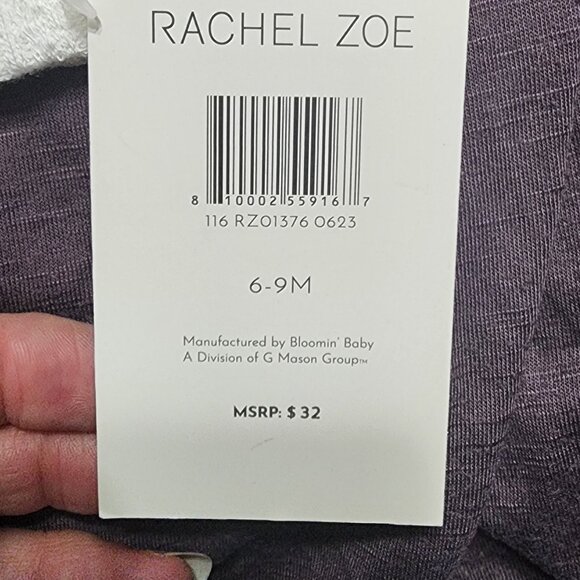 RACHEL ZOE
8 10002 55916 7
116 RZ01376 0623
6-9M
Manufactured by Bloomin' Baby
A Division of G Mason Group™
MSRP: $ 32